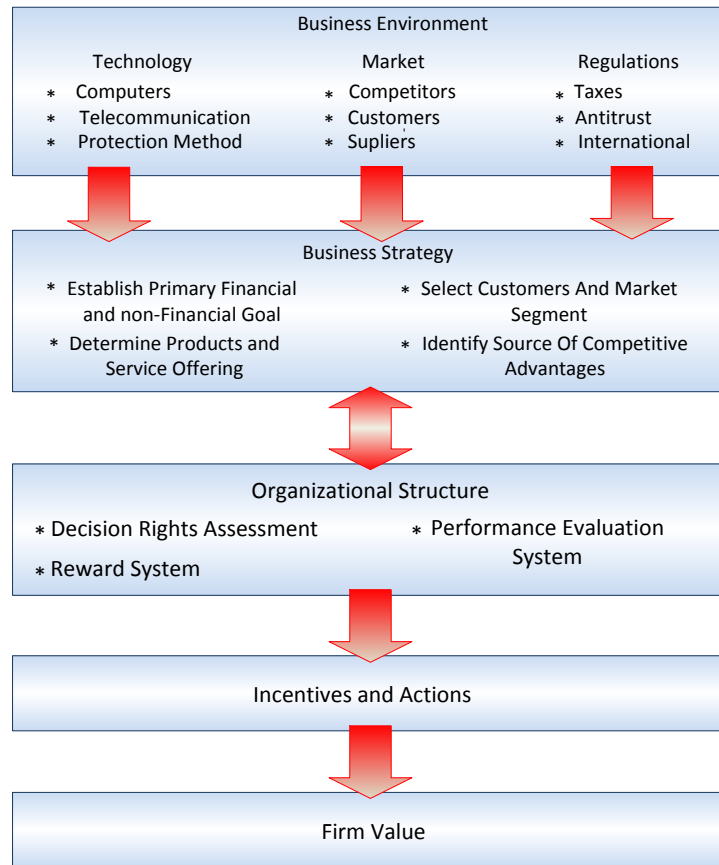 Business Environment
Technology
* Computers
* Telecommunication
* Protection Method
Market
* Competitors
* Customers
* Supliers
Regulations
* Taxes
* Antitrust
* International
Business Strategy
* Establish Primary Financial
and non-Financial Goal
* Determine Products and
Service Offering
* Select Customers And Market
Segment
* Identify Source Of Competitive
Advantages
Organizational Structure
* Decision Rights Assessment
* Reward System
* Performance Evaluation
System
Incentives and Actions
Firm Value